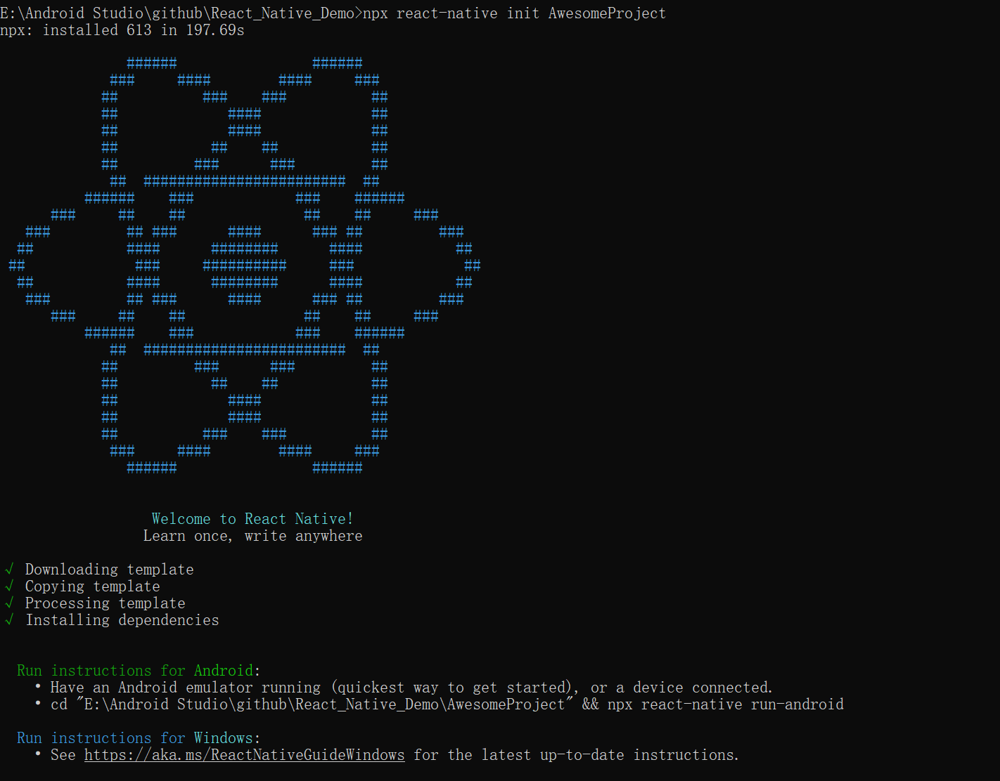 E:\Android Studio\github\React_Native_Demo>npx react-native init AwesomeProject
npx: installed 613 in 197.69s
               ######                ######
             ###     ####        ####     ###
            ##          ###    ###          ##
            ##             ####             ##
            ##             ####             ##
            ##           ##    ##           ##
            ##         ###      ###         ##
             ##  ########################  ##
          ######    ###            ###    ######
      ###     ##    ##              ##    ##     ###
   ###         ## ###      ####      ### ##         ###
  ##           ####      ########      ####           ##
 ##             ###     ##########     ###             ##
  ##           ####      ########      ####           ##
   ###         ## ###      ####      ### ##         ###
      ###     ##    ##              ##    ##     ###
          ######    ###            ###    ######
             ##  ########################  ##
            ##         ###      ###         ##
            ##           ##    ##           ##
            ##             ####             ##
            ##             ####             ##
            ##          ###    ###          ##
             ###     ####        ####     ###
               ######                ######
Welcome to React Native!
Learn once, write anywhere
√ Downloading template
√ Copying template
√ Processing template
√ Installing dependencies
Run instructions for Android:
• Have an Android emulator running (quickest way to get started), or a device connected.
• cd "E:\Android Studio\github\React_Native_Demo\AwesomeProject" && npx react-native run-android
Run instructions for Windows:
• See https://aka.ms/ReactNativeGuideWindows for the latest up-to-date instructions.